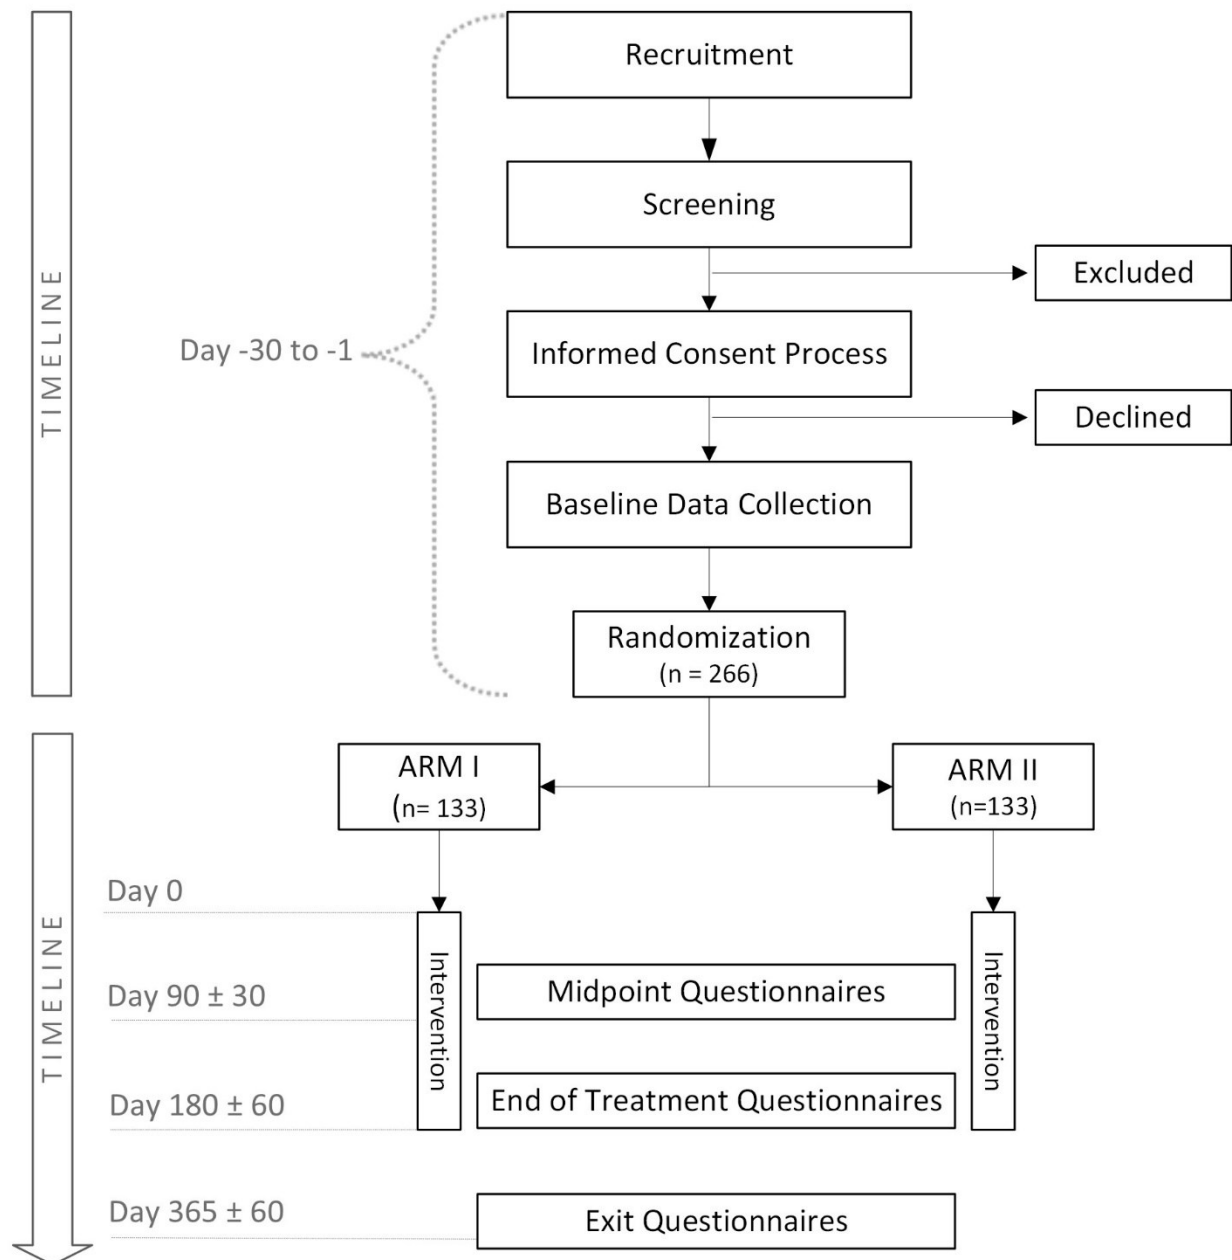 Recruitment
Screening
Excluded
TIMELINE
Day -30 to -1
Informed Consent Process
Declined
Baseline Data Collection
Randomization
(n = 266)
ARM I
(n= 133)
ARM II
(n=133)
Day 0
TIMELINE
Intervention
Intervention
Day 90 ± 30
Midpoint Questionnaires
Day 180 ± 60
End of Treatment Questionnaires
Day 365 ± 60
Exit Questionnaires